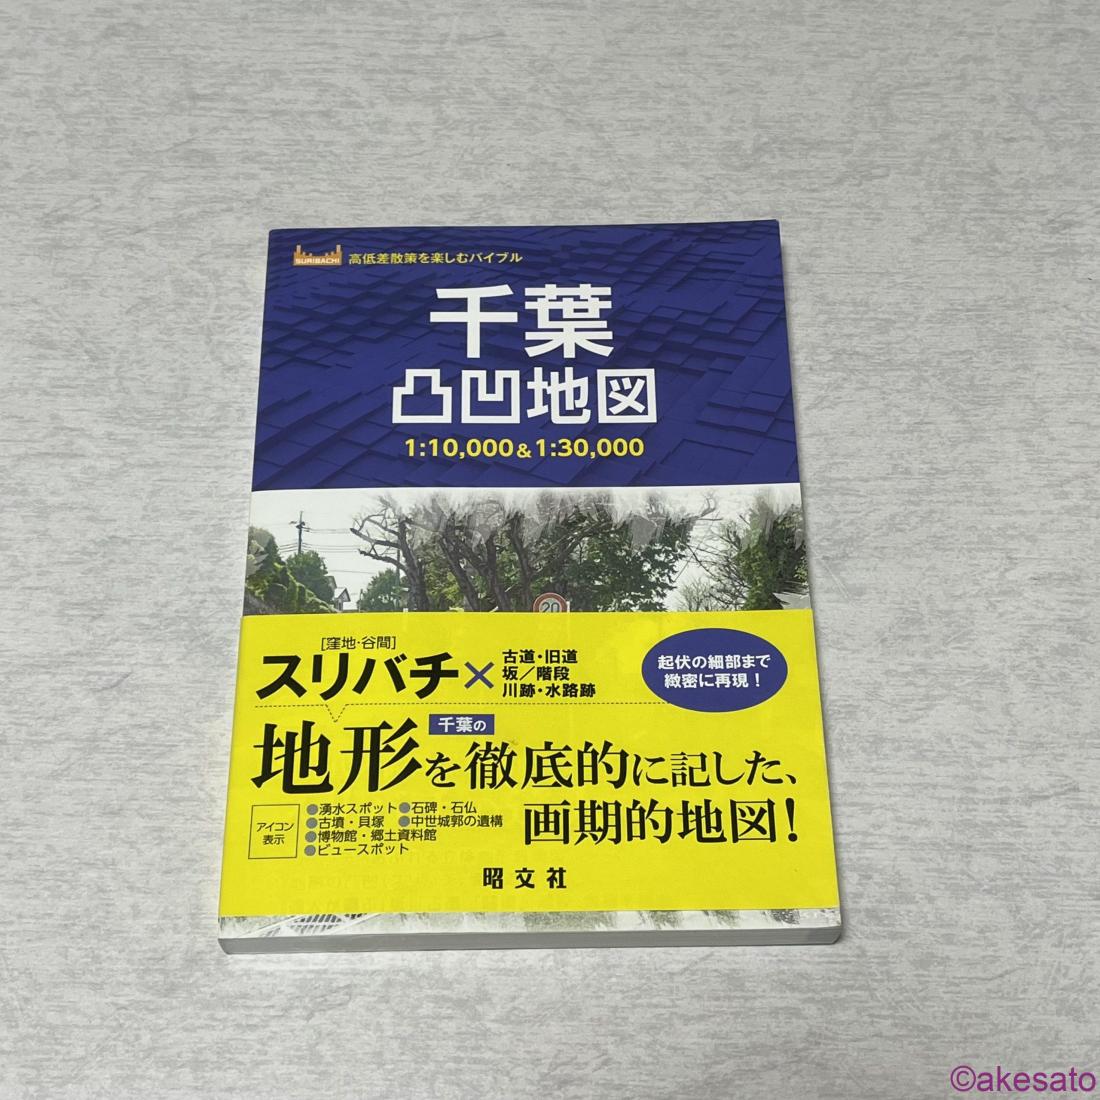 SURIBACHI 高低差散策を楽しむバイブル
千葉
凸凹地図
1:10,000&1:30,000
20
[窪地・谷間]
スリバチ×
古道・旧道
坂／階段
川跡・水路跡
起伏の細部まで
緻密に再現！
千葉の
地形を徹底的に記した、
画期的地図！
アイコン
表示
●湧水スポット●石碑・石仏
●古墳・貝塚 ●中世城郭の遺構
●博物館・郷土資料館
●ビュースポット
昭文社
©akesato